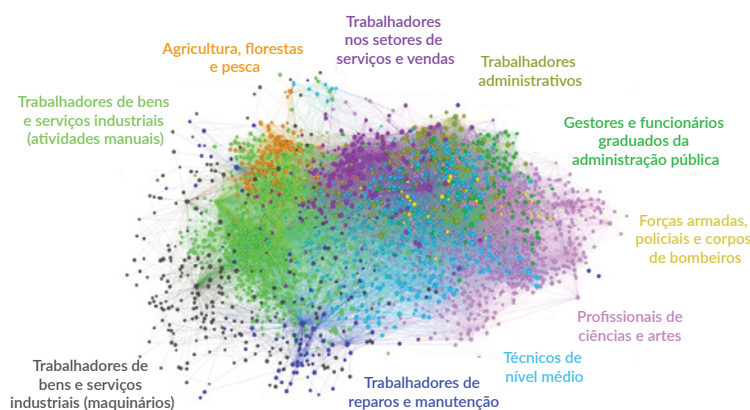 Trabalhadores
nos setores de
serviços e vendas
Agricultura, florestas
e pesca
Trabalhadores
administrativos
Trabalhadores de bens
e serviços industriais
(atividades manuais)
Gestores e funcionários
graduados da
administração pública
Forças armadas,
policiais e corpos
de bombeiros
Profissionais de
ciências e artes
Técnicos de
nível médio
Trabalhadores de
bens e serviços
industriais (maquinários)
Trabalhadores de
reparos e manutenção